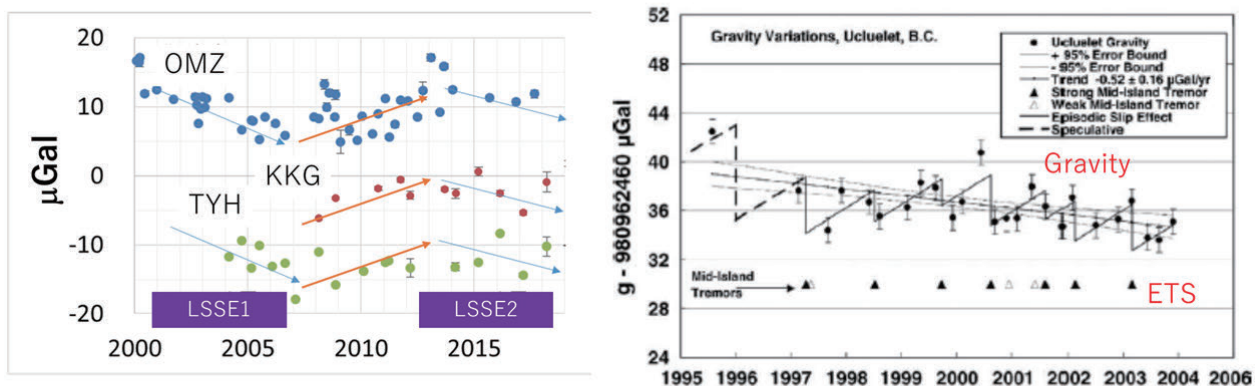 μGal
20
10
0
-10
-20
OMZ
KKG
TYH
LSSE1
LSSE2
2000
2005
2010
2015
g - 980962460 μGal
52
48
44
40
36
32
28
24
Gravity Variations, Ucluelet, B.C.
Ucluelet Gravity
+ 95% Error Bound
- 95% Error Bound
Trend -0.52 ± 0.16 μGal/yr
Strong Mid-Island Tremor
Weak Mid-Island Tremor
Episodic Slip Effect
Speculative
Gravity
Mid-Island
Tremors
ETS
1995 1996 1997 1998 1999 2000 2001 2002 2003 2004 2006